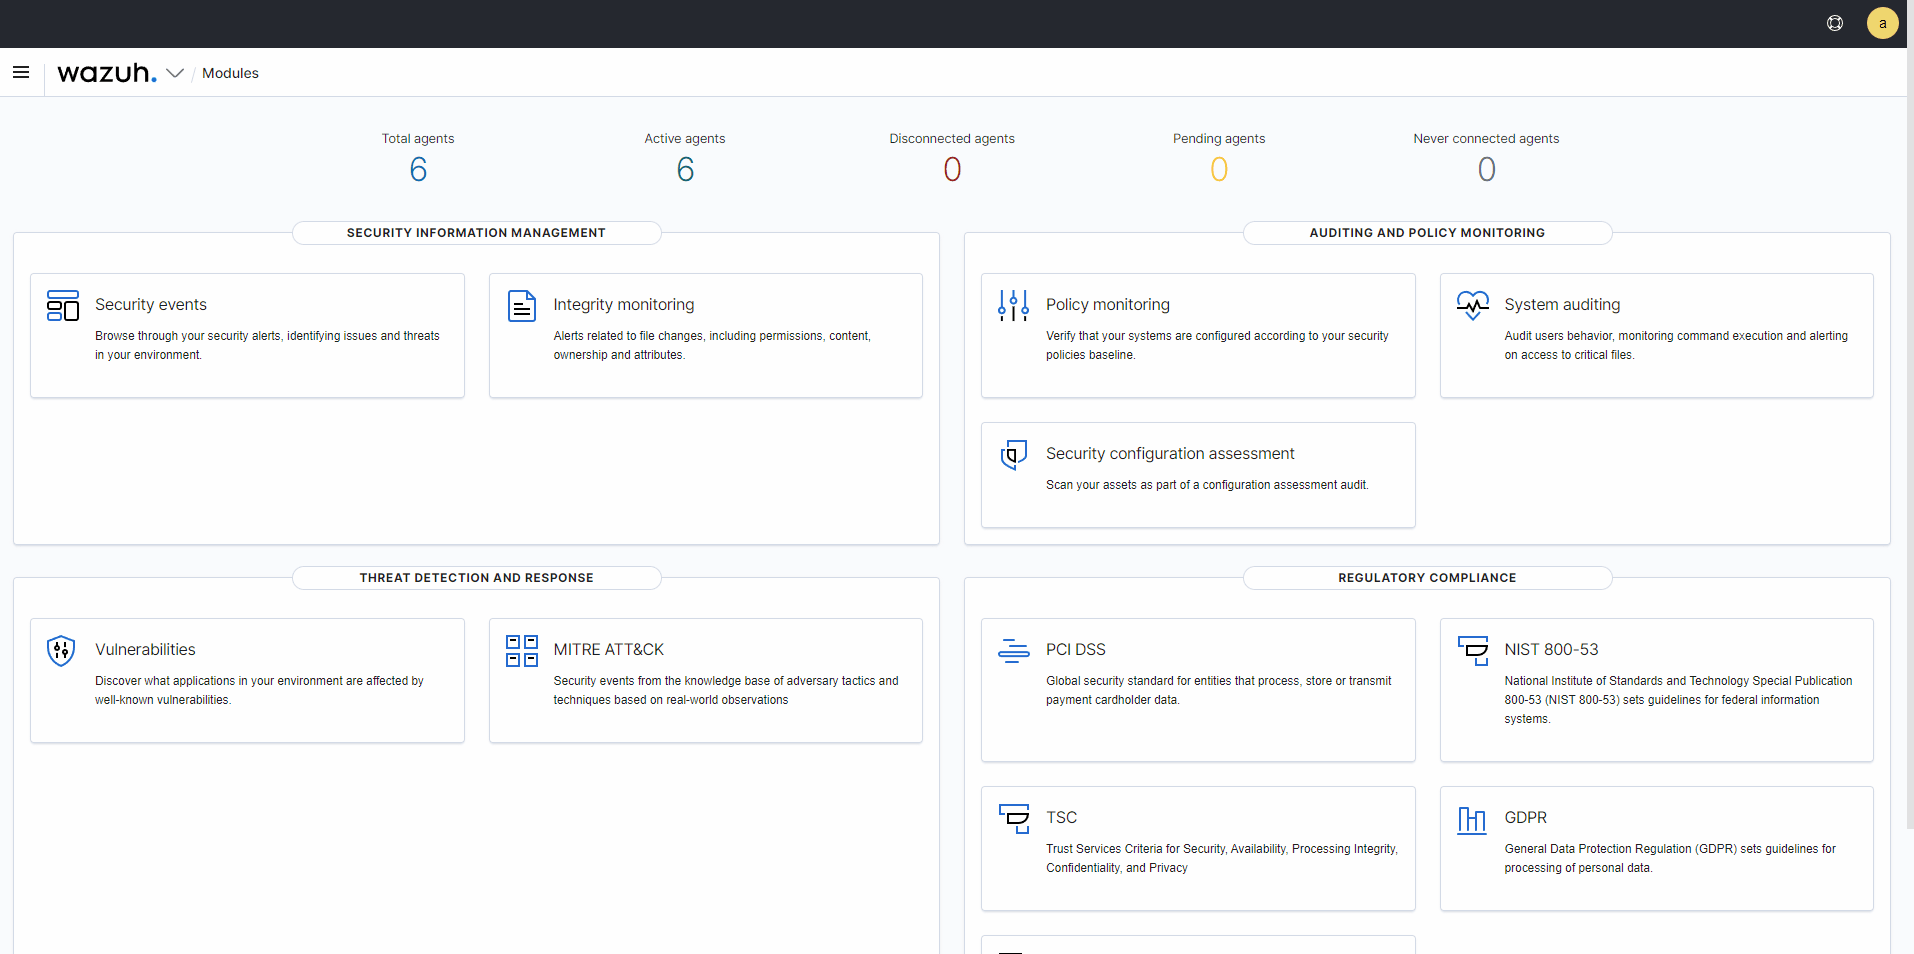 a
wazuh.
/ Modules
Total agents
6
Active agents
6
Disconnected agents
0
Pending agents
0
Never connected agents
0
SECURITY INFORMATION MANAGEMENT
Security events
Browse through your security alerts, identifying issues and threats
in your environment.
Integrity monitoring
Alerts related to file changes, including permissions, content,
ownership and attributes.
AUDITING AND POLICY MONITORING
Policy monitoring
Verify that your systems are configured according to your security
policies baseline.
System auditing
Audit users behavior, monitoring command execution and alerting
on access to critical files.
Security configuration assessment
Scan your assets as part of a configuration assessment audit.
THREAT DETECTION AND RESPONSE
Vulnerabilities
Discover what applications in your environment are affected by
well-known vulnerabilities.
MITRE ATT&CK
Security events from the knowledge base of adversary tactics and
techniques based on real-world observations
REGULATORY COMPLIANCE
PCI DSS
Global security standard for entities that process, store or transmit
payment cardholder data.
NIST 800-53
National Institute of Standards and Technology Special Publication
800-53 (NIST 800-53) sets guidelines for federal information
systems.
TSC
Trust Services Criteria for Security, Availability, Processing Integrity,
Confidentiality, and Privacy
GDPR
General Data Protection Regulation (GDPR) sets guidelines for
processing of personal data.